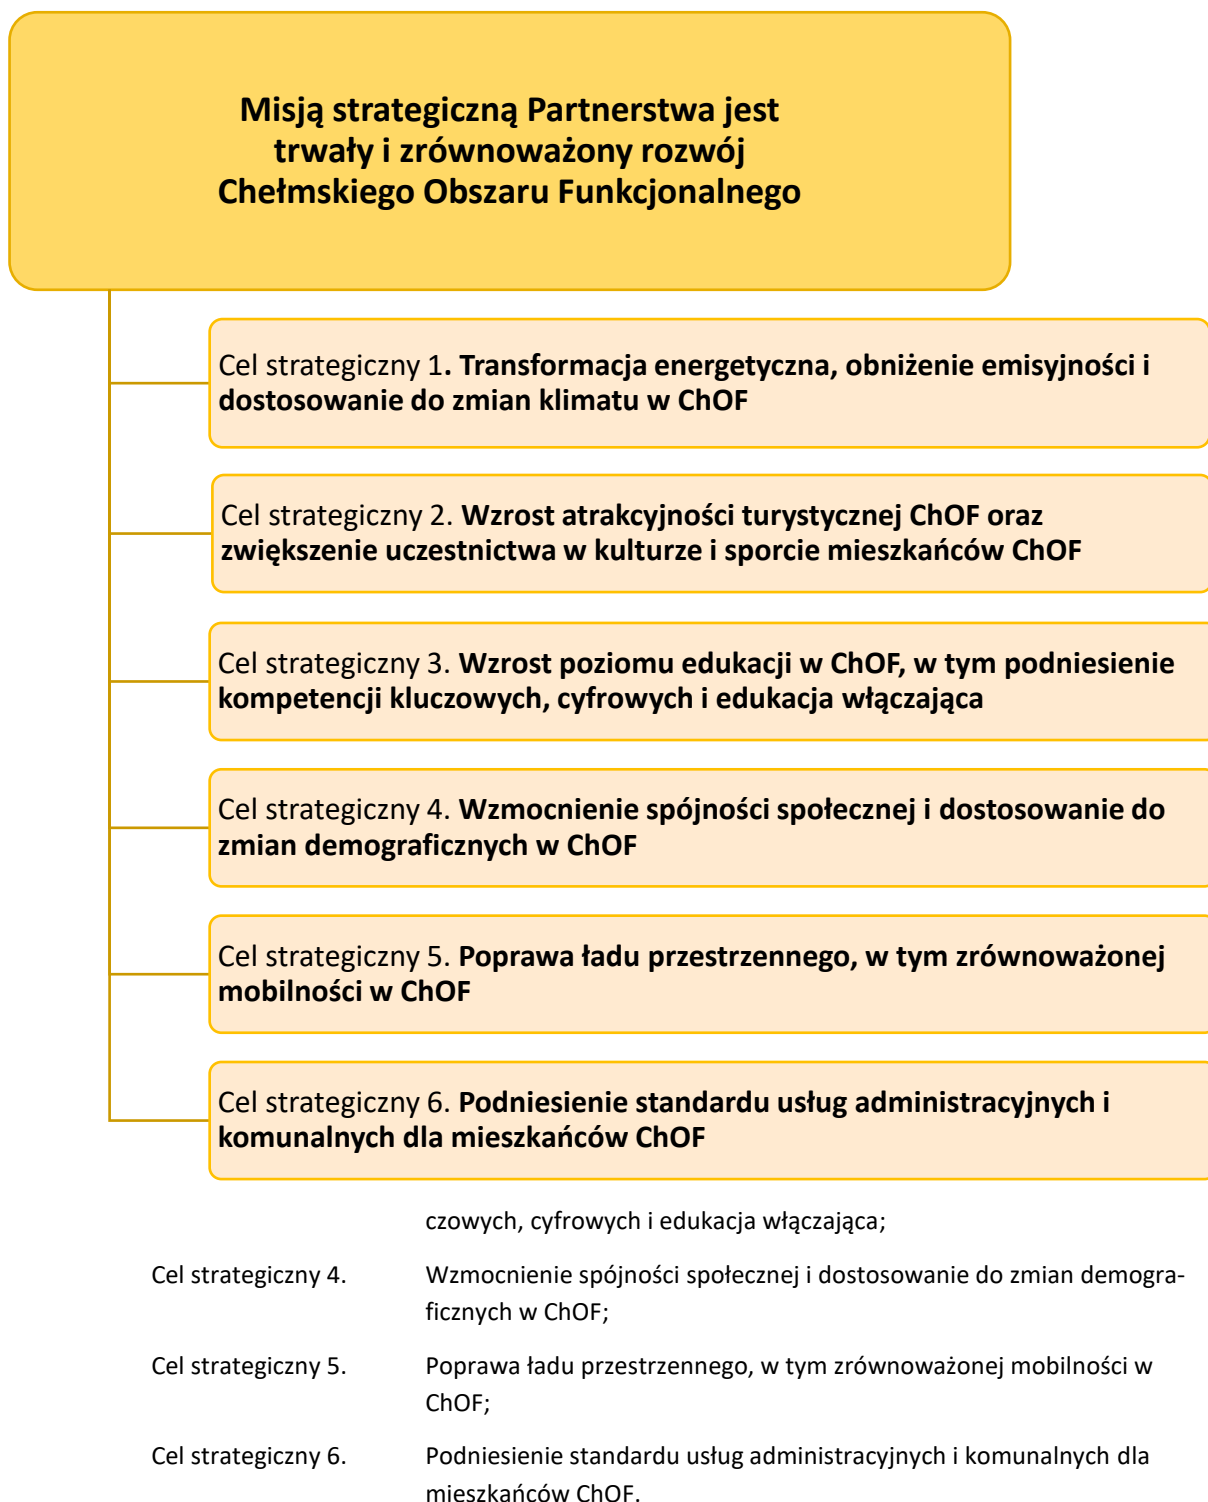 Misją strategiczną Partnerstwa jest
trwały i zrównoważony rozwój
Chełmskiego Obszaru Funkcjonalnego
Cel strategiczny 1. Transformacja energetyczna, obniżenie emisyjności i
dostosowanie do zmian klimatu w ChOF
Cel strategiczny 2. Wzrost atrakcyjności turystycznej ChOF oraz
zwiększenie uczestnictwa w kulturze i sporcie mieszkańców ChOF
Cel strategiczny 3. Wzrost poziomu edukacji w ChOF, w tym podniesienie
kompetencji kluczowych, cyfrowych i edukacja włączająca
Cel strategiczny 4. Wzmocnienie spójności społecznej i dostosowanie do
zmian demograficznych w ChOF
Cel strategiczny 5. Poprawa ładu przestrzennego, w tym zrównoważonej
mobilności w ChOF
Cel strategiczny 6. Podniesienie standardu usług administracyjnych i
komunalnych dla mieszkańców ChOF
czowych, cyfrowych i edukacja włączająca;
Cel strategiczny 4. Wzmocnienie spójności społecznej i dostosowanie do zmian demogra-
ficznych w ChOF;
Cel strategiczny 5. Poprawa ładu przestrzennego, w tym zrównoważonej mobilności w
ChOF;
Cel strategiczny 6. Podniesienie standardu usług administracyjnych i komunalnych dla
mieszkańców ChOF.